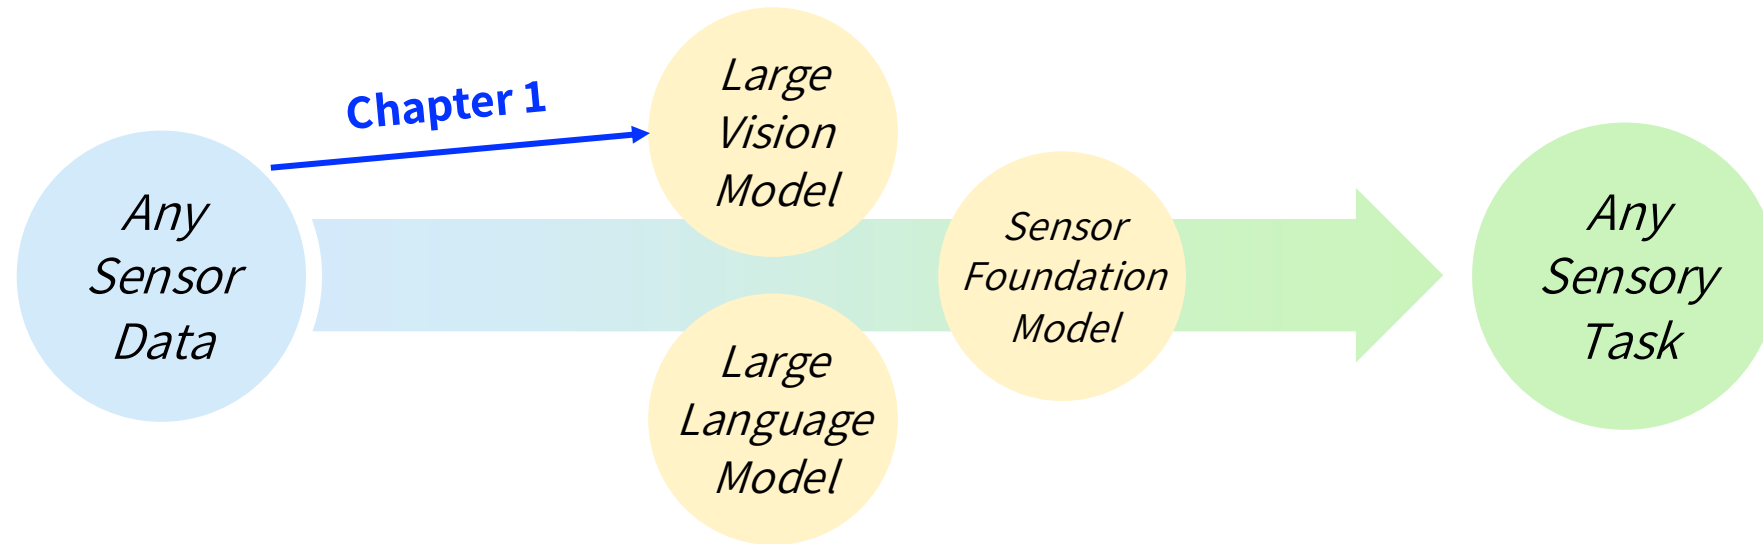 Any
Sensor
Data
Chapter 1
Large
Vision
Model
Large
Language
Model
Sensor
Foundation
Model
Any
Sensory
Task